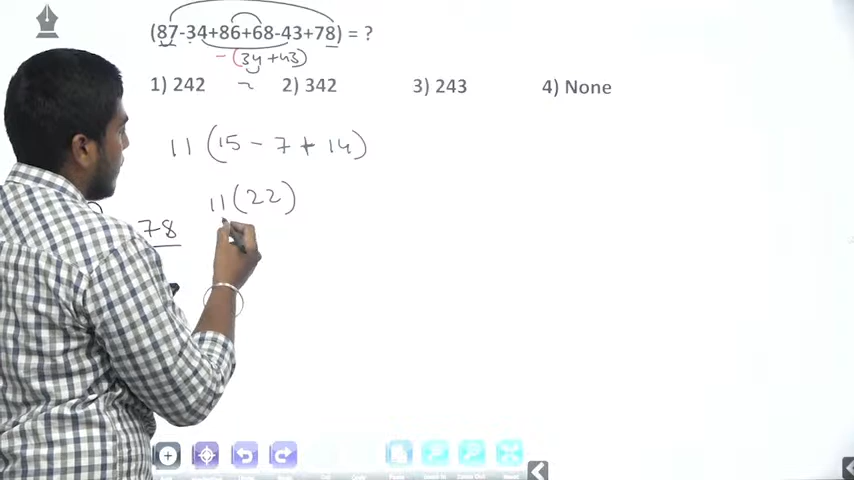 (87-34+86+68-43+78) = ?
- (34+43)
1) 242 2) 342 3) 243 4) None
11 (15 - 7 + 14)
11(22)
78